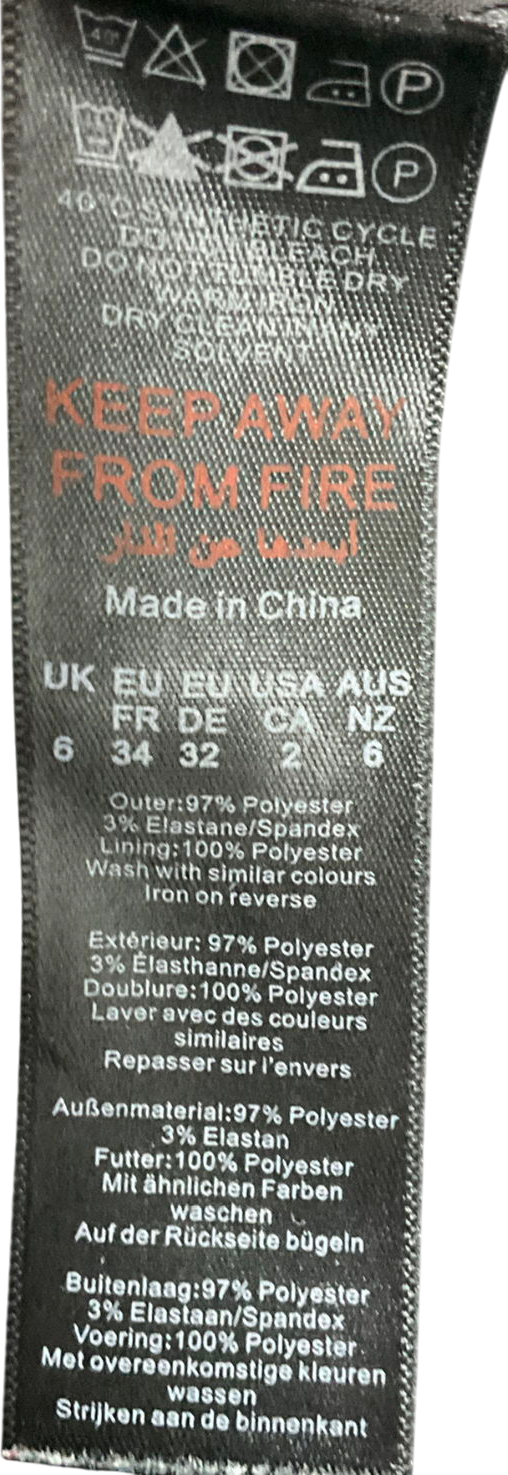 40
P
P
40°C SYNTHETIC CYCLE
DO NOT BLEACH
DO NOT TUMBLE DRY
WARM IRON
DRY CLEAN IN ANY
SOLVENT
KEEP AWAY
FROM FIRE
أبعدها من النار
Made in China
UK EU EU USA AUS
FR DE CA NZ
6 34 32 2 6
Outer:97% Polyester
3% Elastane/Spandex
Lining:100% Polyester
Wash with similar colours
Iron on reverse
Extérieur: 97% Polyester
3% Élasthanne/Spandex
Doublure:100% Polyester
Laver avec des couleurs
similaires
Repasser sur l'envers
Außenmaterial:97% Polyester
3% Elastan
Futter:100% Polyester
Mit ähnlichen Farben
waschen
Auf der Rückseite bügeln
Buitenlaag:97% Polyester
3% Elastaan/Spandex
Voering:100% Polyester
Met overeenkomstige kleuren
wassen
Strijken aan de binnenkant